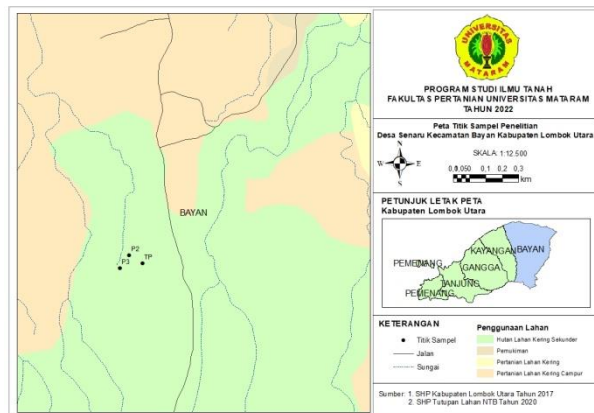 BAYAN
P2
P3
TP
UNIVERSITAS
MATARAM
PROGRAM STUDI ILMU TANAH
FAKULTAS PERTANIAN UNIVERSITAS MATARAM
TAHUN 2022
Peta Titik Sampel Penelitian
Desa Senaru Kecamatan Bayan Kabupaten Lombok Utara
N
W E
S
SKALA: 1:12.500
0,1 0,2 0,3
km
PETUNJUK LETAK PETA
Kabupaten Lombok Utara
BAYAN
KAYANGAN
GANGGA
PEMENANG
TANJUNG
PEMENANG
KETERANGAN
Titik Sampel
Jalan
Sungai
Penggunaan Lahan
Hutan Lahan Kering Sekunder
Pemukiman
Pertanian Lahan Kering
Pertanian Lahan Kering Campur
Sumber: 1. SHP Kabupaten Lombok Utara Tahun 2017
2. SHP Tutupan Lahan NTB Tahun 2020